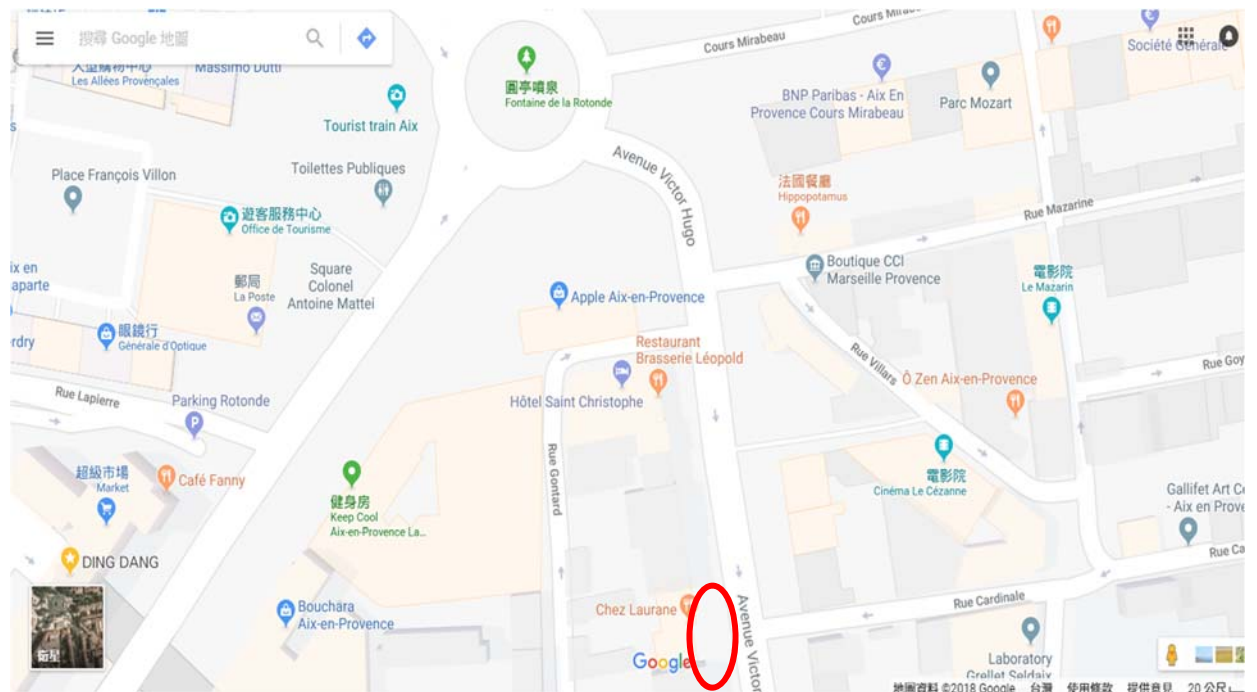 搜尋 Google 地圖
Cours Mirabeau
Cours
Société Générale
Massimo Dutti
Les Allées Provençales
圓亭噴泉
Fontaine de la Rotonde
BNP Paribas - Aix En
Provence Cours Mirabeau
Parc Mozart
Tourist train Aix
Avenue Victor Hugo
Place François Villon
Toilettes Publiques
法國餐廳
Hippopotamus
Rue Mazarine
遊客服務中心
Office de Tourisme
Boutique CCI
Marseille Provence
ix en
aparte
郵局
La Poste
Square
Colonel
Antoine Mattei
電影院
Le Mazarin
Apple Aix-en-Provence
眼鏡行
Générale d'Optique
rdry
Restaurant
Brasserie Léopold
Rue Villars
Rue Goy
Ô Zen Aix-en-Provence
Rue Lapierre
Parking Rotonde
Hôtel Saint Christophe
超級市場
Market
Café Fanny
Rue Gontard
電影院
Cinéma Le Cézanne
健身房
Keep Cool
Aix-en-Provence La...
Gallifet Art Ce
- Aix en Prove
DING DANG
Rue Ca
Bouchara
Aix-en-Provence
Chez Laurane
Avenue Victor
Rue Cardinale
衛星
Google
Laboratory
Grellet Seldaix
地圖資料 ©2018 Google
台灣
使用條款
提供意見
20 公尺